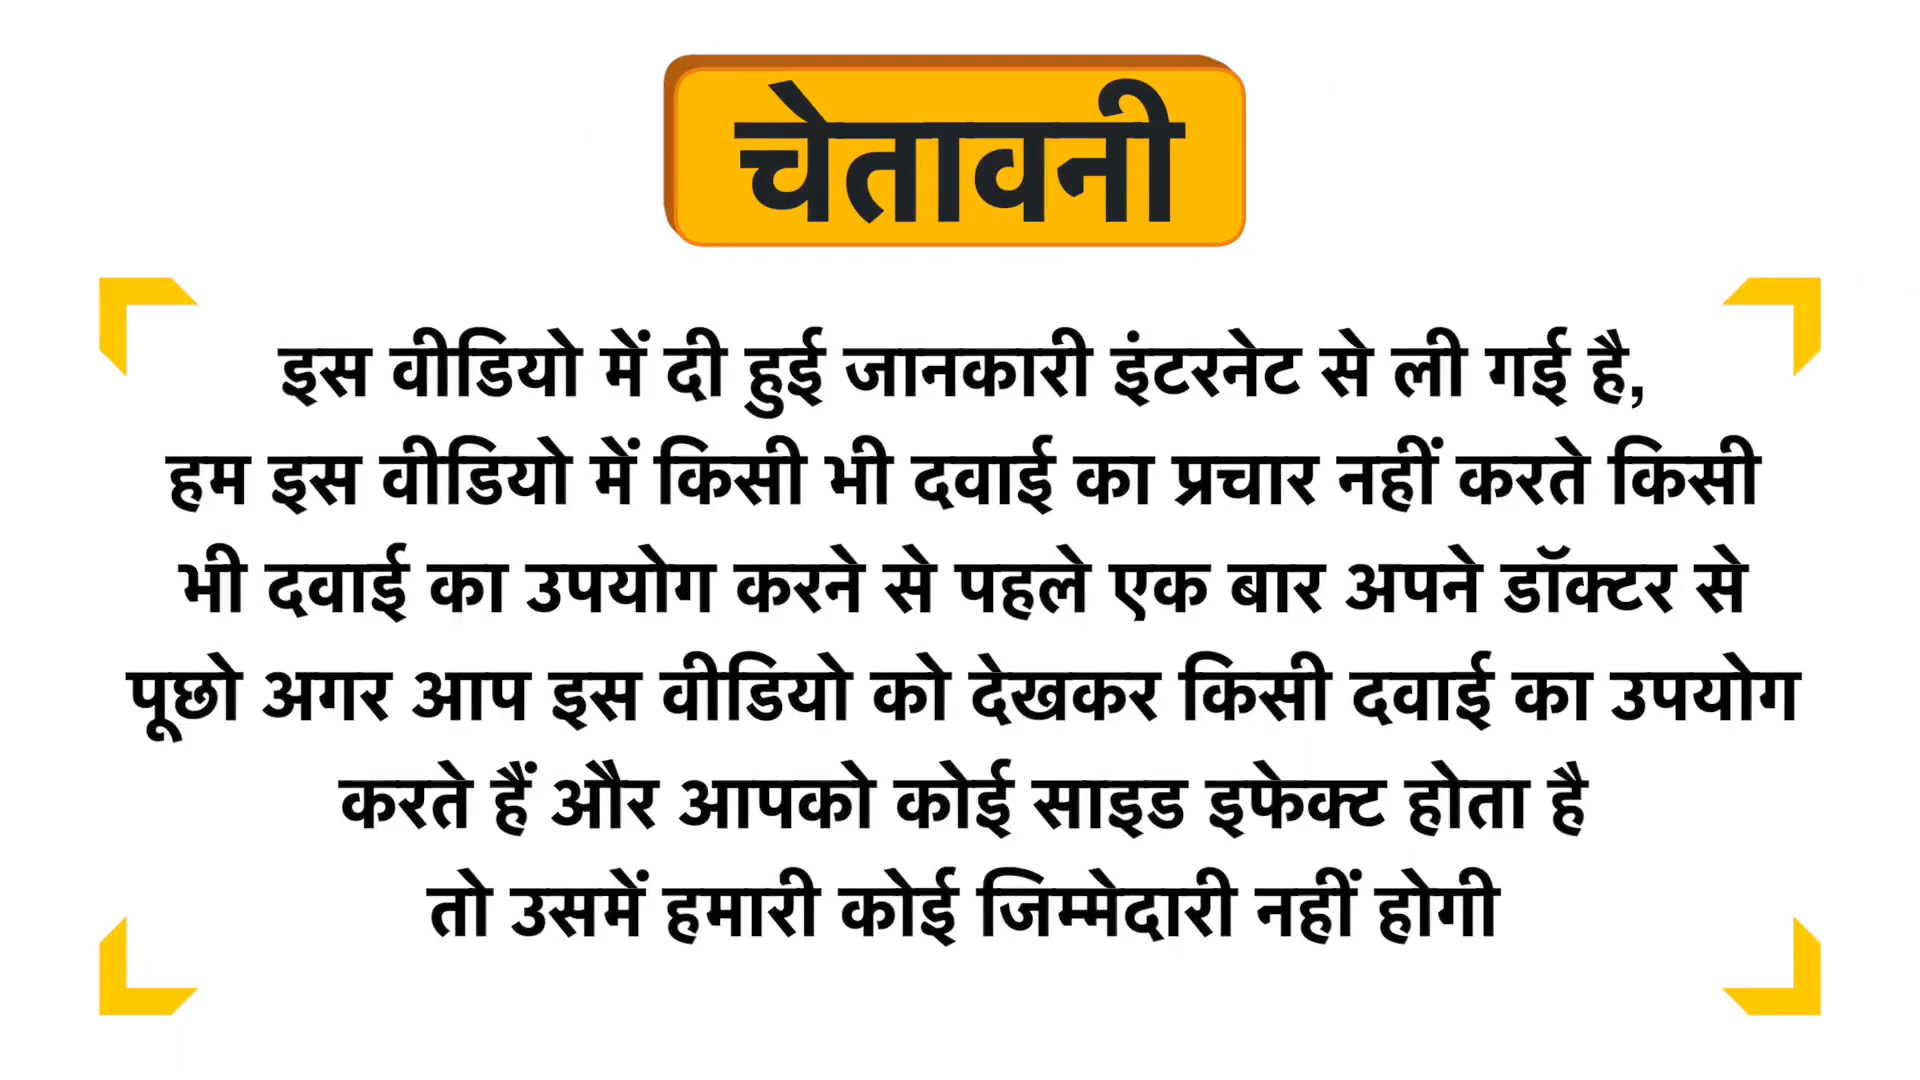 चेतावनी
इस वीडियो में दी हुई जानकारी इंटरनेट से ली गई है,
हम इस वीडियो में किसी भी दवाई का प्रचार नहीं करते किसी
भी दवाई का उपयोग करने से पहले एक बार अपने डॉक्टर से
पूछो अगर आप इस वीडियो को देखकर किसी दवाई का उपयोग
करते हैं और आपको कोई साइड इफेक्ट होता है
तो उसमें हमारी कोई जिम्मेदारी नहीं होगी